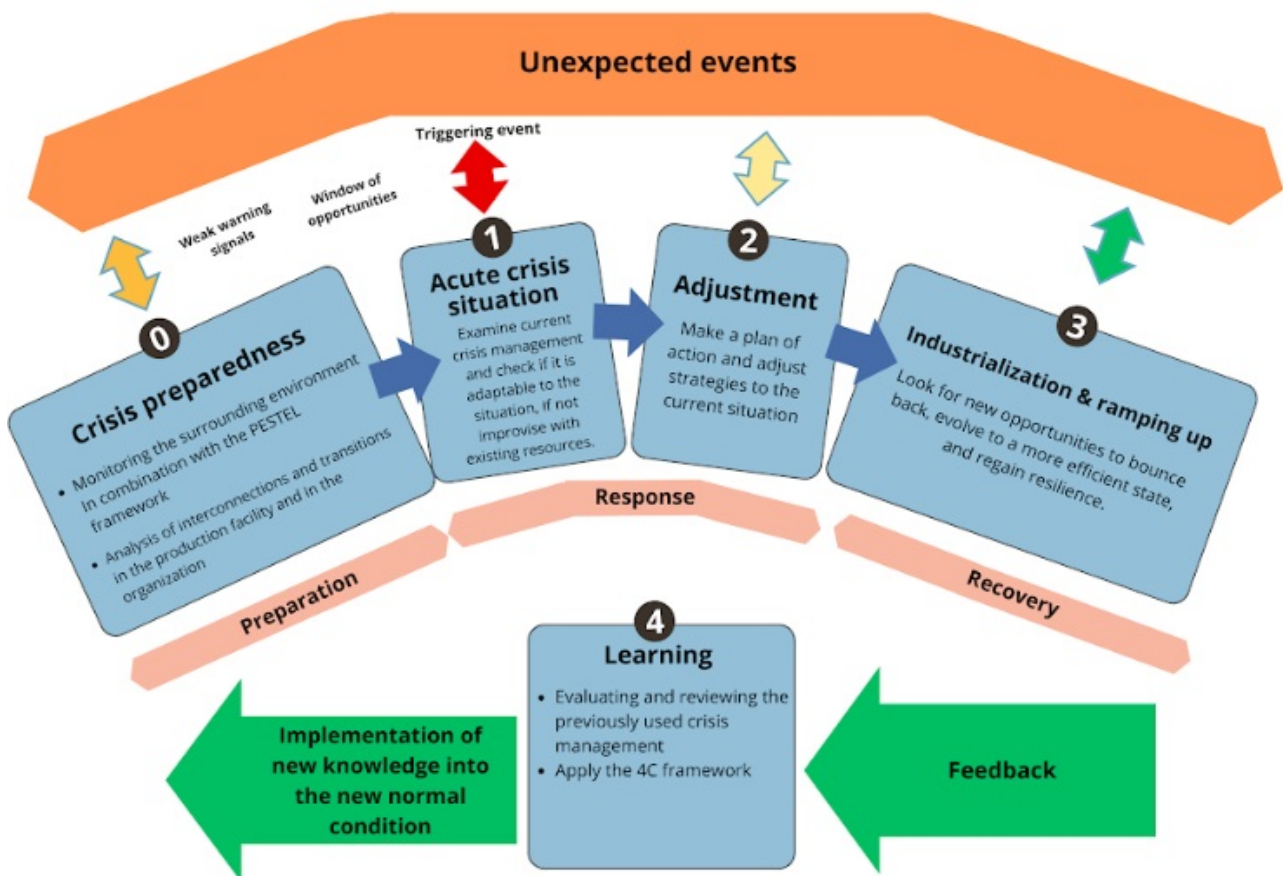 Unexpected events
Triggering event
Window of
opportunities
Weak warning
signals
0
Crisis preparedness
• Monitoring the surrounding environment
In combination with the PESTEL
framework
• Analysis of interconnections and transitions
in the production facility and in the
organization
1
Acute crisis
situation
Examine current
crisis management
and check if it is
adaptable to the
situation, if not
improvise with
existing resources.
2
Adjustment
Make a plan of
action and adjust
strategies to the
current situation
3
Industrialization & ramping up
Look for new opportunities to bounce
back, evolve to a more efficient state,
and regain resilience.
Preparation
Response
Recovery
4
Learning
• Evaluating and reviewing the
previously used crisis
management
• Apply the 4C framework
Implementation of
new knowledge into
the new normal
condition
Feedback